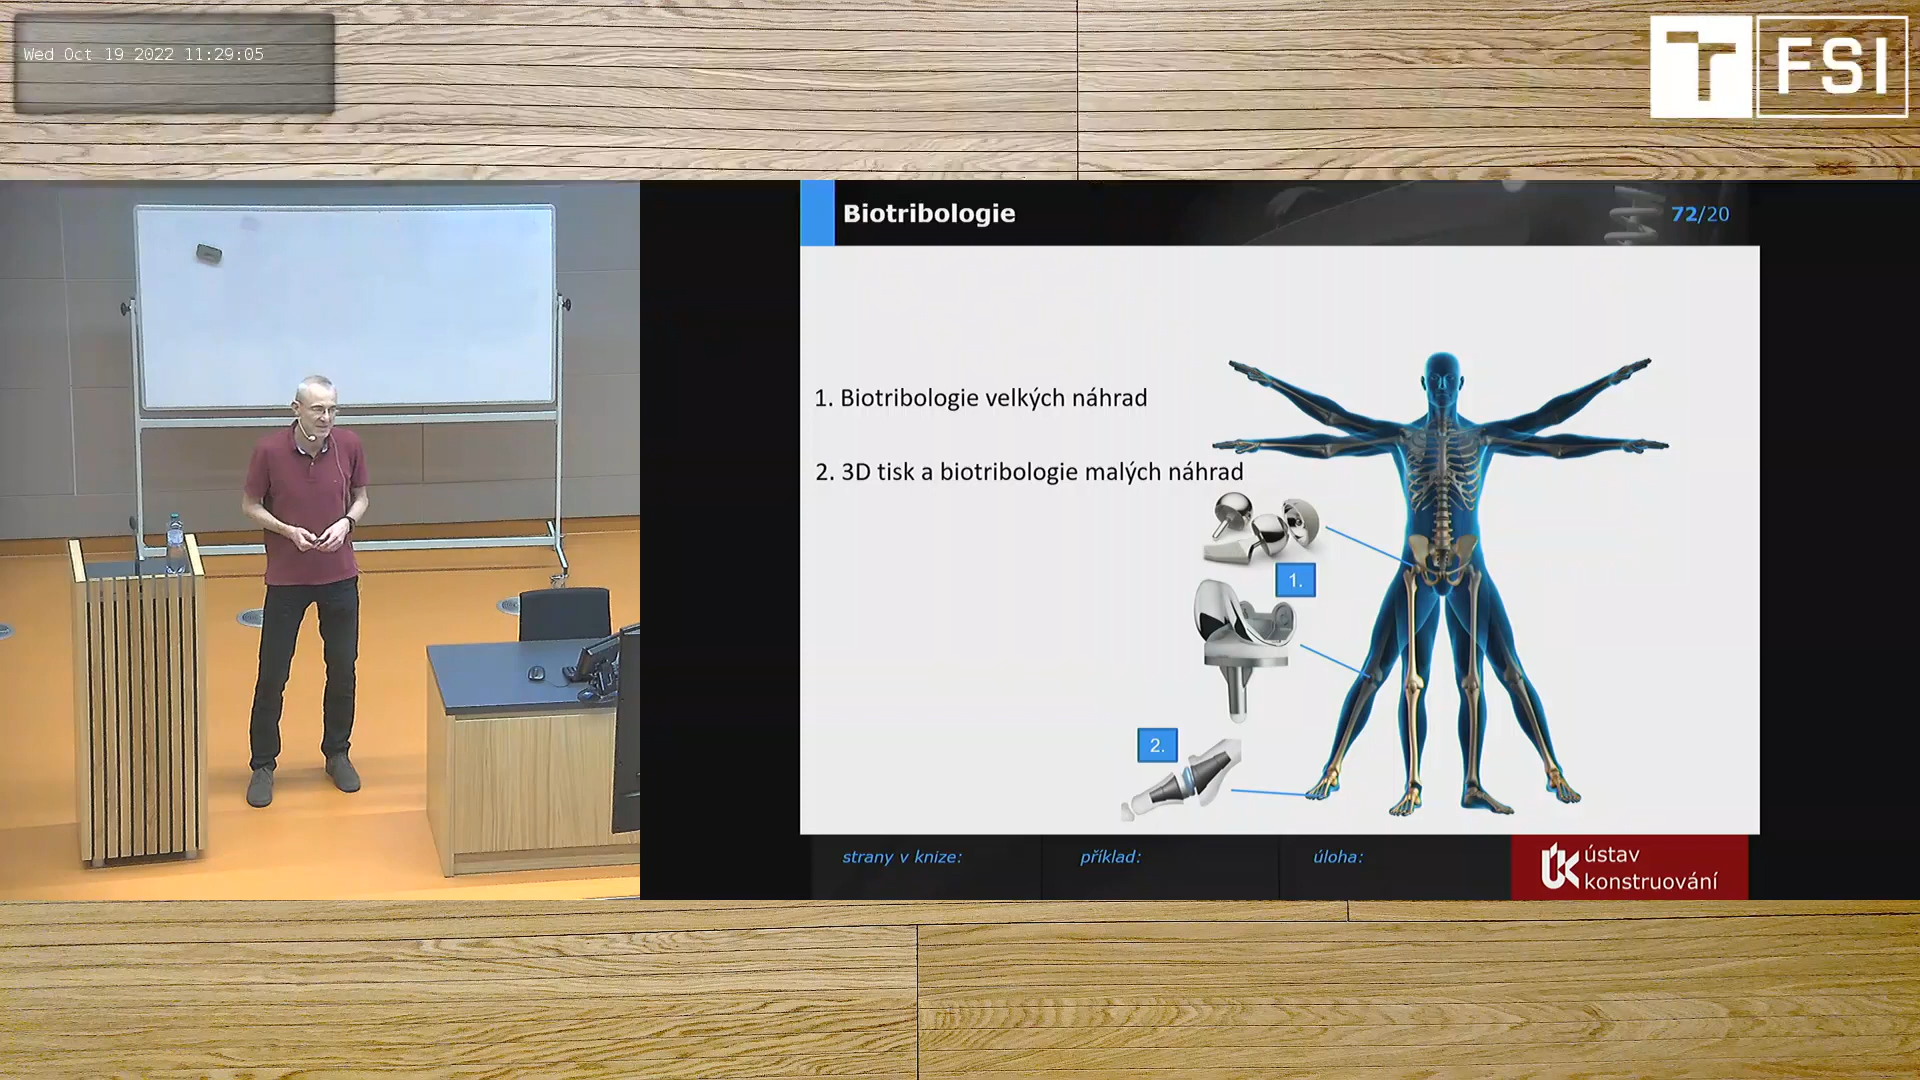 Wed Oct 19 2022 11:29:05
T FSI
Biotribologie
72/20
1. Biotribologie velkých náhrad
2. 3D tisk a biotribologie malých náhrad
1.
2.
strany v knize:
příklad:
úloha:
ÚK ústav
konstruování